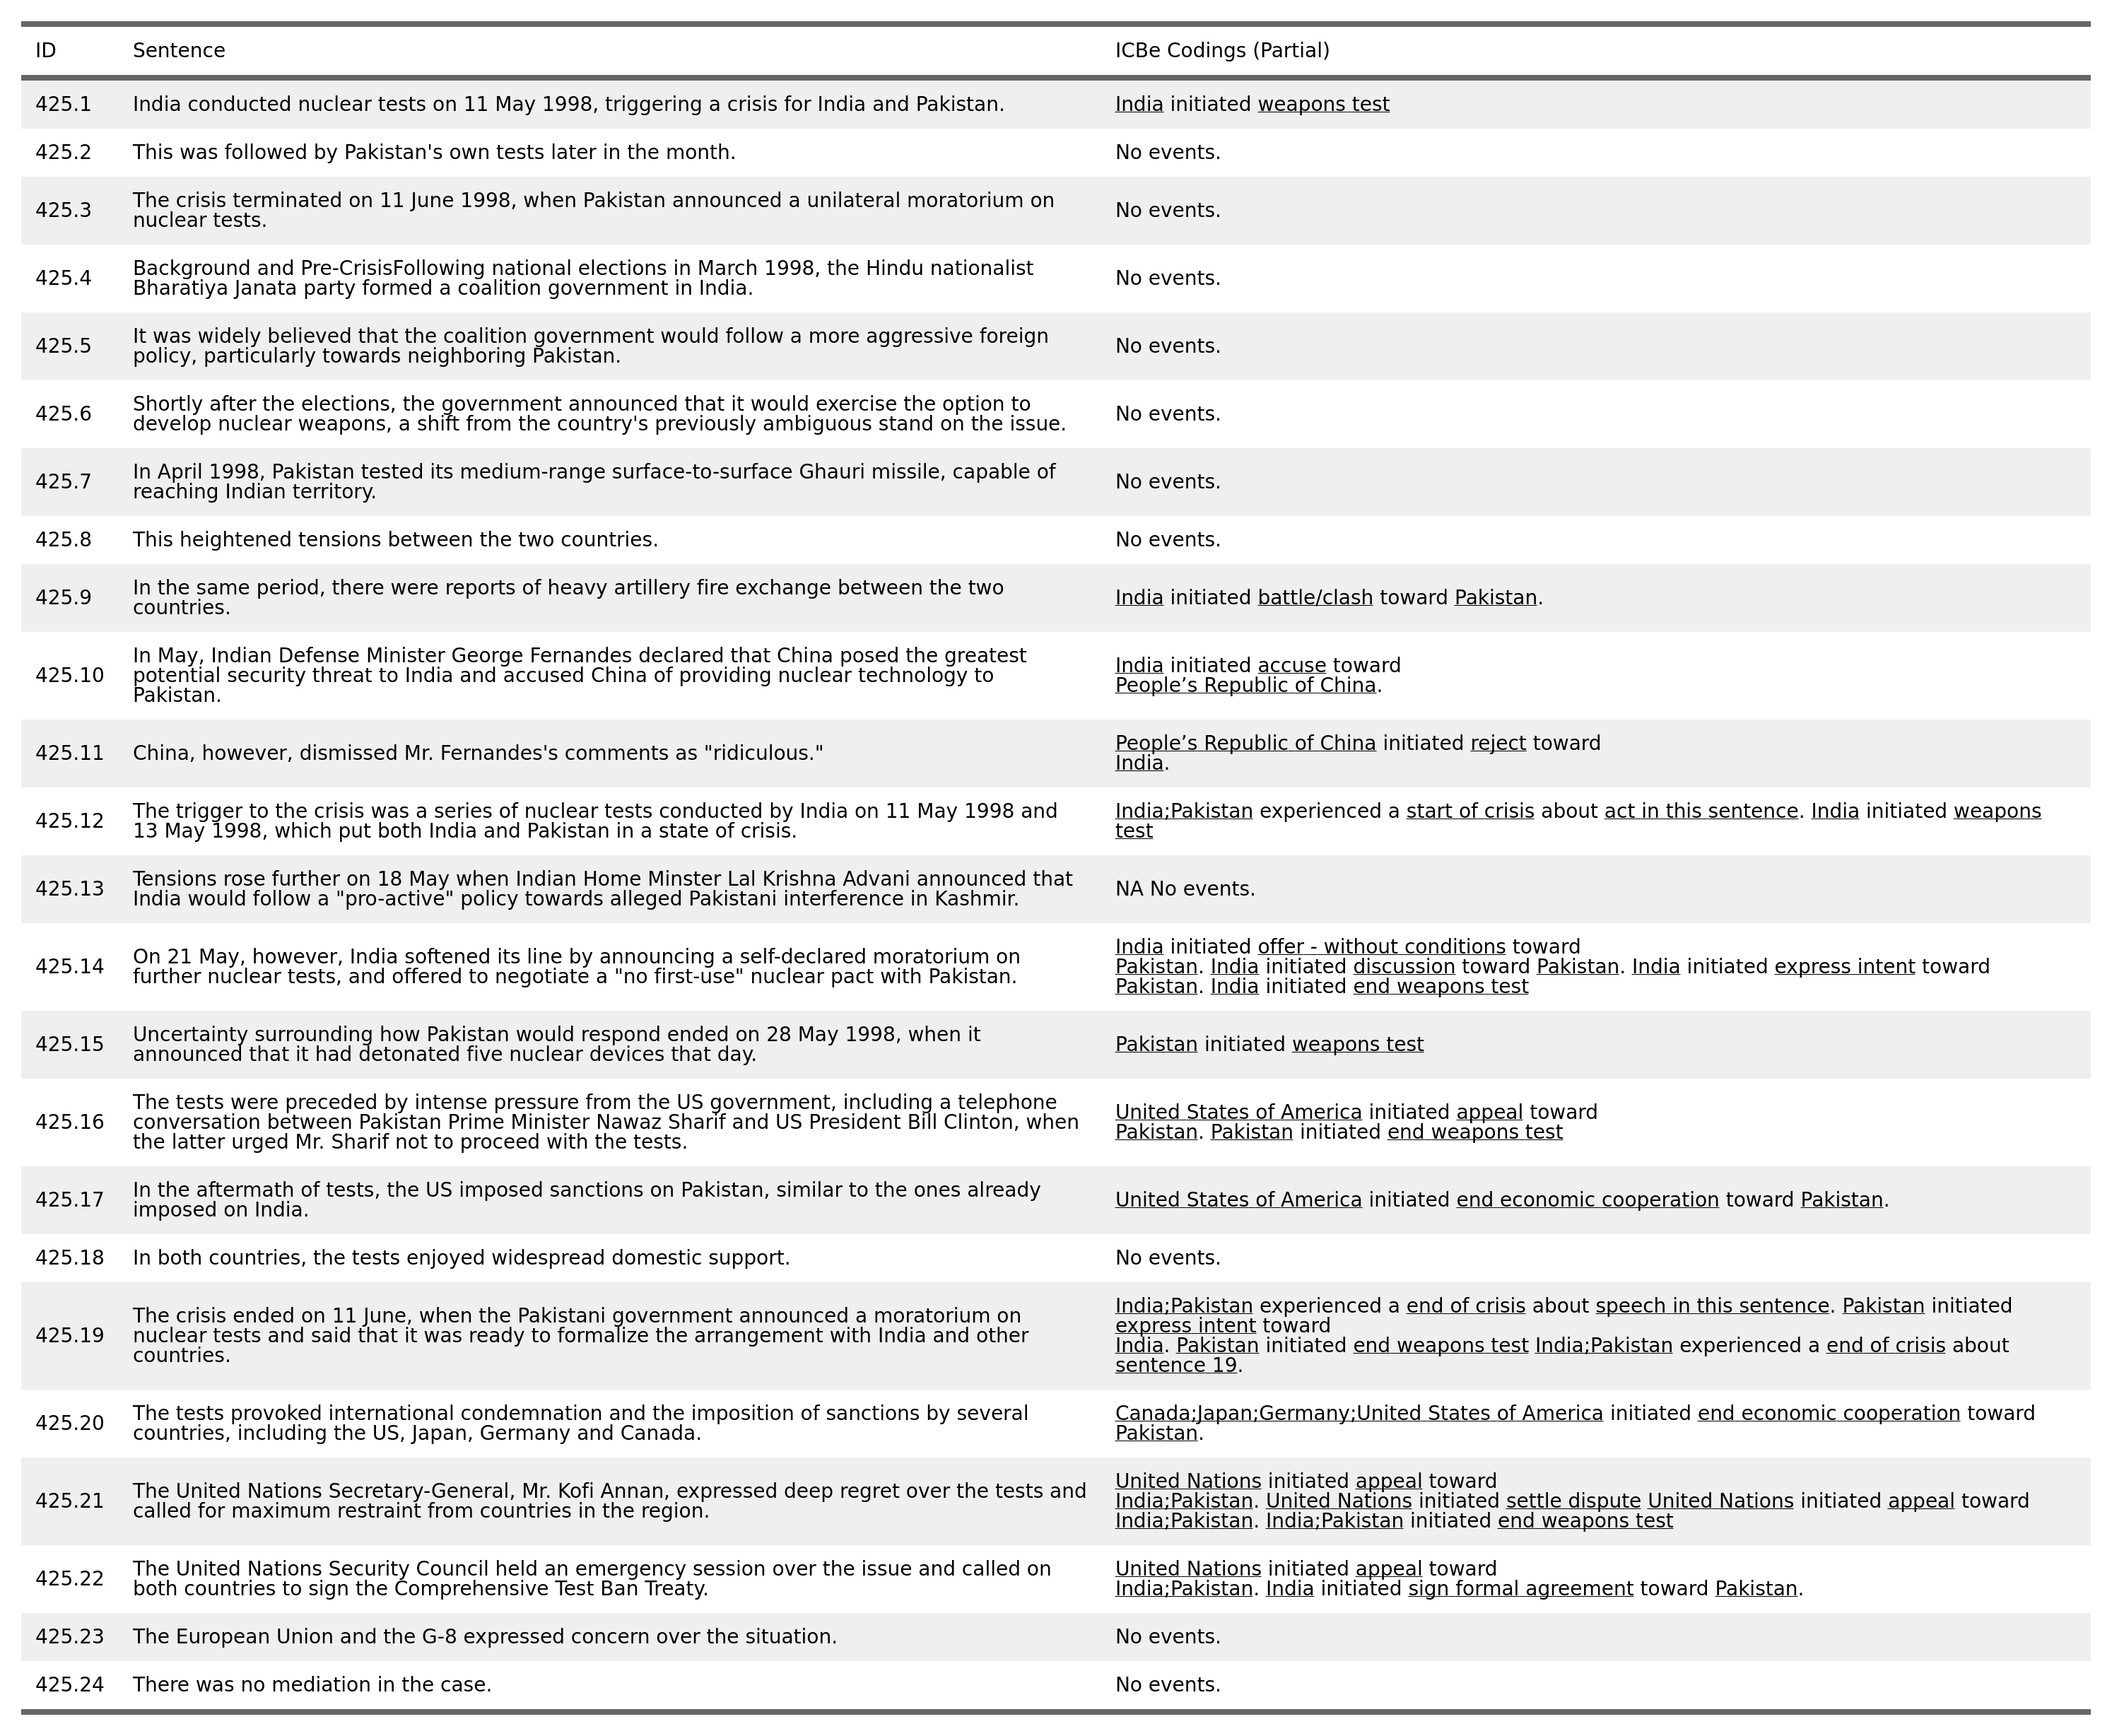 ID Sentence ICBe Codings (Partial)
425.1 India conducted nuclear tests on 11 May 1998, triggering a crisis for India and Pakistan. India initiated weapons test
425.2 This was followed by Pakistan's own tests later in the month. No events.
425.3 The crisis terminated on 11 June 1998, when Pakistan announced a unilateral moratorium on
nuclear tests. No events.
425.4 Background and Pre-CrisisFollowing national elections in March 1998, the Hindu nationalist
Bharatiya Janata party formed a coalition government in India. No events.
425.5 It was widely believed that the coalition government would follow a more aggressive foreign
policy, particularly towards neighboring Pakistan. No events.
425.6 Shortly after the elections, the government announced that it would exercise the option to
develop nuclear weapons, a shift from the country's previously ambiguous stand on the issue. No events.
425.7 In April 1998, Pakistan tested its medium-range surface-to-surface Ghauri missile, capable of
reaching Indian territory. No events.
425.8 This heightened tensions between the two countries. No events.
425.9 In the same period, there were reports of heavy artillery fire exchange between the two
countries. India initiated battle/clash toward Pakistan.
425.10 In May, Indian Defense Minister George Fernandes declared that China posed the greatest
potential security threat to India and accused China of providing nuclear technology to
Pakistan.
India initiated accuse toward
People’s Republic of China.
425.11 China, however, dismissed Mr. Fernandes's comments as "ridiculous."
People’s Republic of China initiated reject toward
India.
425.12 The trigger to the crisis was a series of nuclear tests conducted by India on 11 May 1998 and
13 May 1998, which put both India and Pakistan in a state of crisis.
India;Pakistan experienced a start of crisis about act in this sentence. India initiated weapons
test
425.13 Tensions rose further on 18 May when Indian Home Minster Lal Krishna Advani announced that
India would follow a "pro-active" policy towards alleged Pakistani interference in Kashmir. NA No events.
425.14 On 21 May, however, India softened its line by announcing a self-declared moratorium on
further nuclear tests, and offered to negotiate a "no first-use" nuclear pact with Pakistan.
India initiated offer - without conditions toward
Pakistan. India initiated discussion toward Pakistan. India initiated express intent toward
Pakistan. India initiated end weapons test
425.15 Uncertainty surrounding how Pakistan would respond ended on 28 May 1998, when it
announced that it had detonated five nuclear devices that day. Pakistan initiated weapons test
425.16 The tests were preceded by intense pressure from the US government, including a telephone
conversation between Pakistan Prime Minister Nawaz Sharif and US President Bill Clinton, when
the latter urged Mr. Sharif not to proceed with the tests.
United States of America initiated appeal toward
Pakistan. Pakistan initiated end weapons test
425.17 In the aftermath of tests, the US imposed sanctions on Pakistan, similar to the ones already
imposed on India. United States of America initiated end economic cooperation toward Pakistan.
425.18 In both countries, the tests enjoyed widespread domestic support. No events.
425.19 The crisis ended on 11 June, when the Pakistani government announced a moratorium on
nuclear tests and said that it was ready to formalize the arrangement with India and other
countries.
India;Pakistan experienced a end of crisis about speech in this sentence. Pakistan initiated
express intent toward
India. Pakistan initiated end weapons test India;Pakistan experienced a end of crisis about
sentence 19.
425.20 The tests provoked international condemnation and the imposition of sanctions by several
countries, including the US, Japan, Germany and Canada.
Canada;Japan;Germany;United States of America initiated end economic cooperation toward
Pakistan.
425.21 The United Nations Secretary-General, Mr. Kofi Annan, expressed deep regret over the tests and
called for maximum restraint from countries in the region.
United Nations initiated appeal toward
India;Pakistan. United Nations initiated settle dispute United Nations initiated appeal toward
India;Pakistan. India;Pakistan initiated end weapons test
425.22 The United Nations Security Council held an emergency session over the issue and called on
both countries to sign the Comprehensive Test Ban Treaty.
United Nations initiated appeal toward
India;Pakistan. India initiated sign formal agreement toward Pakistan.
425.23 The European Union and the G-8 expressed concern over the situation. No events.
425.24 There was no mediation in the case. No events.